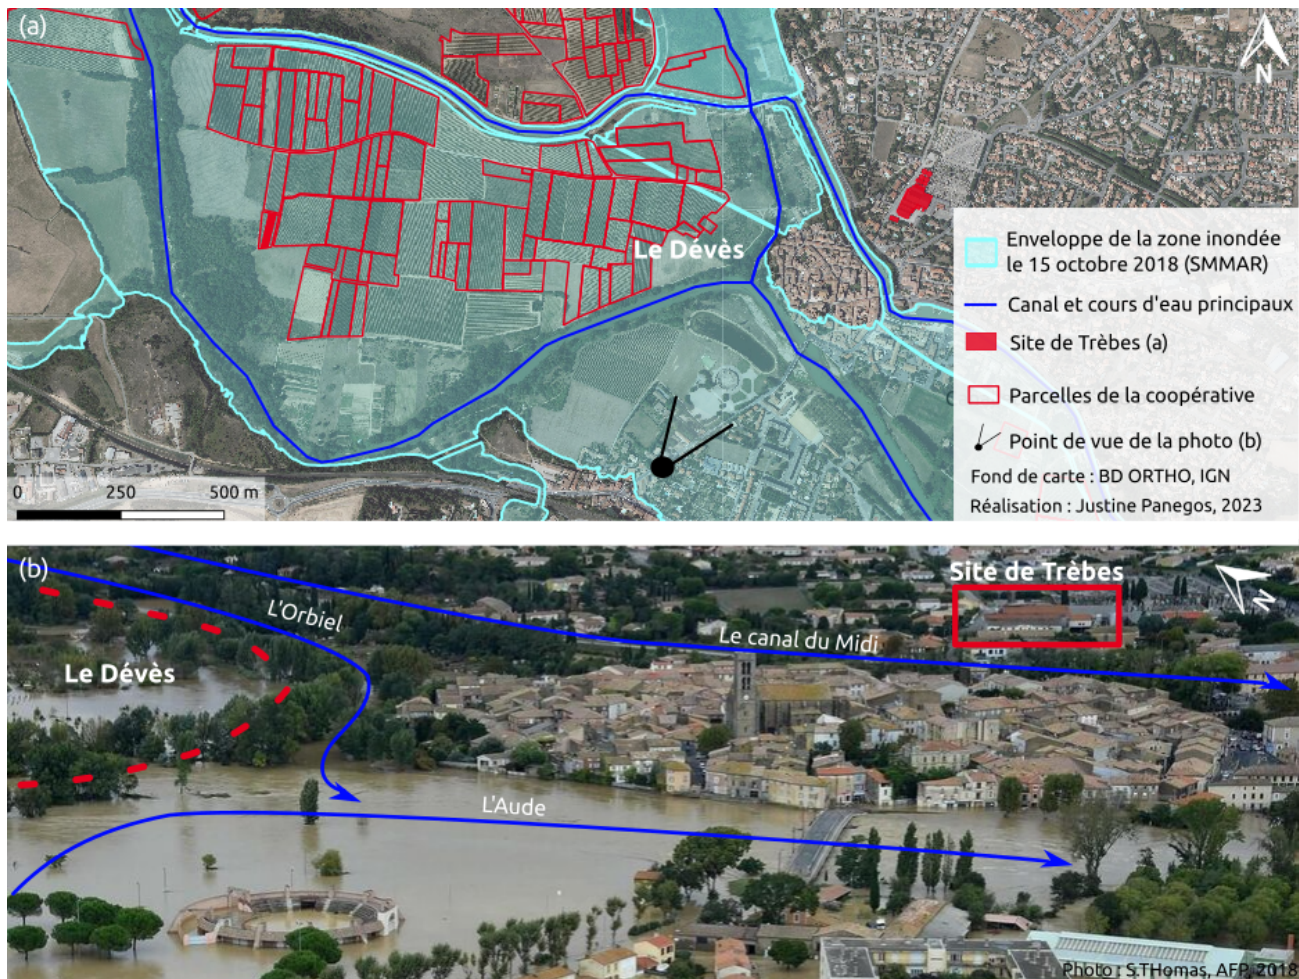 (a)
N
Le Dévès
Enveloppe de la zone inondée
le 15 octobre 2018 (SMMAR)
Canal et cours d'eau principaux
Site de Trèbes (a)
Parcelles de la coopérative
Point de vue de la photo (b)
Fond de carte : BD ORTHO, IGN
Réalisation : Justine Panegos, 2023
0 250 500 m
(b)
Site de Trèbes
N
L'Orbiel
Le canal du Midi
Le Dévès
L'Aude
Photo : S.THomas, AFP, 2018